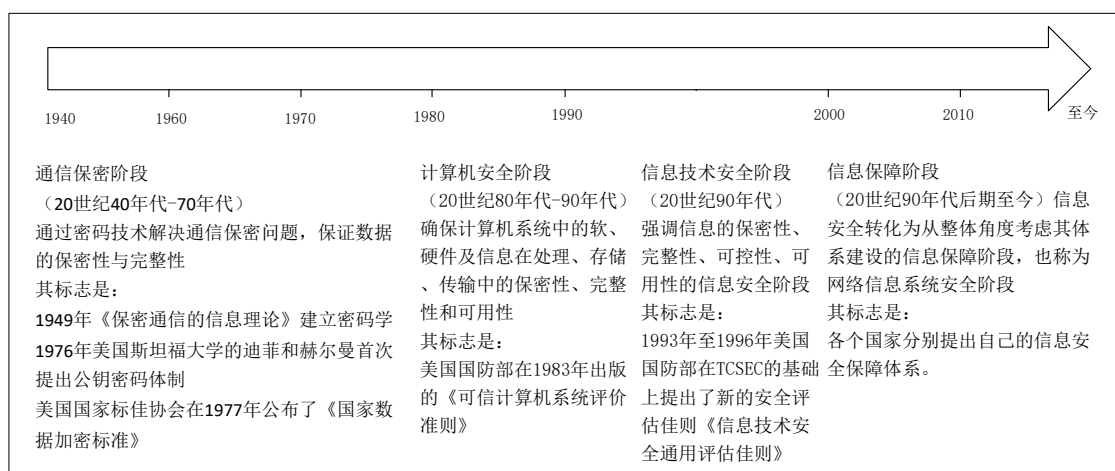 1940
1960
1970
1980
1990
2000
2010
至今
通信保密阶段
（20世纪40年代-70年代）
通过密码技术解决通信保密问题，保证数据
的保密性与完整性
其标志是：
1949年《保密通信的信息理论》建立密码学
1976年美国斯坦福大学的迪菲和赫尔曼首次
提出公钥密码体制
美国国家标佳协会在1977年公布了《国家数
据加密标准》
计算机安全阶段
（20世纪80年代-90年代）
确保计算机系统中的软、
硬件及信息在处理、存储
、传输中的保密性、完整
性和可用性
其标志是：
美国国防部在1983年出版
的《可信计算机系统评价
准则》
信息技术安全阶段
（20世纪90年代）
强调信息的保密性、
完整性、可控性、可
用性的信息安全阶段
其标志是：
1993年至1996年美国
国防部在TCSEC的基础
上提出了新的安全评
估佳则《信息技术安
全通用评估佳则》
信息保障阶段
（20世纪90年代后期至今）信息
安全转化为从整体角度考虑其体
系建设的信息保障阶段，也称为
网络信息系统安全阶段
其标志是：
各个国家分别提出自己的信息安
全保障体系。